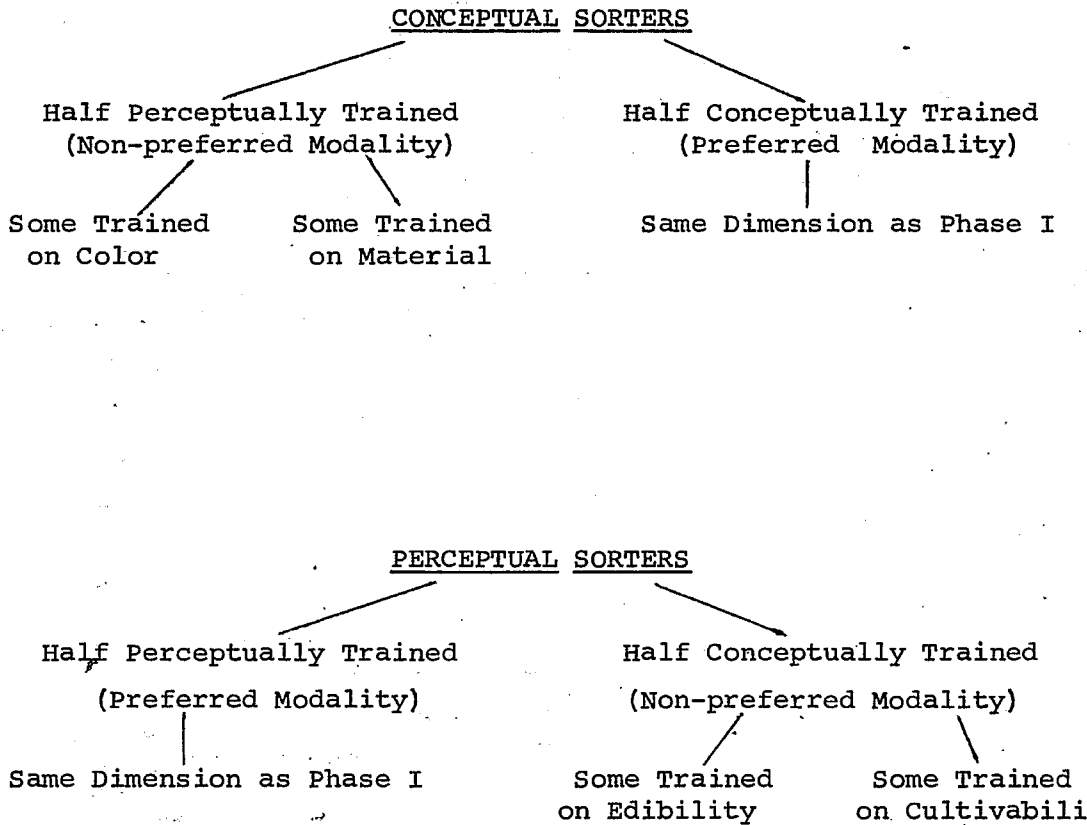 CONCEPTUAL SORTERS
Half Perceptually Trained
(Non-preferred Modality)
Half Conceptually Trained
(Preferred Modality)
Some Trained
on Color
Some Trained
on Material
Same Dimension as Phase I
PERCEPTUAL SORTERS
Half Perceptually Trained
(Preferred Modality)
Half Conceptually Trained
(Non-preferred Modality)
Same Dimension as Phase I
Some Trained
on Edibility
Some Trained
on Cultivabili